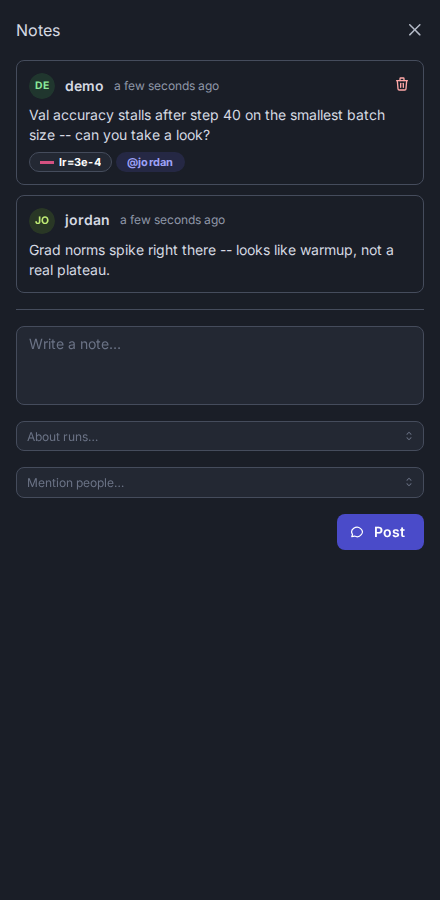 Notes
DE demo a few seconds ago
Val accuracy stalls after step 40 on the smallest batch
size -- can you take a look?
lr=3e-4 @jordan
JO jordan a few seconds ago
Grad norms spike right there -- looks like warmup, not a
real plateau.
Write a note...
About runs...
Mention people...
Post